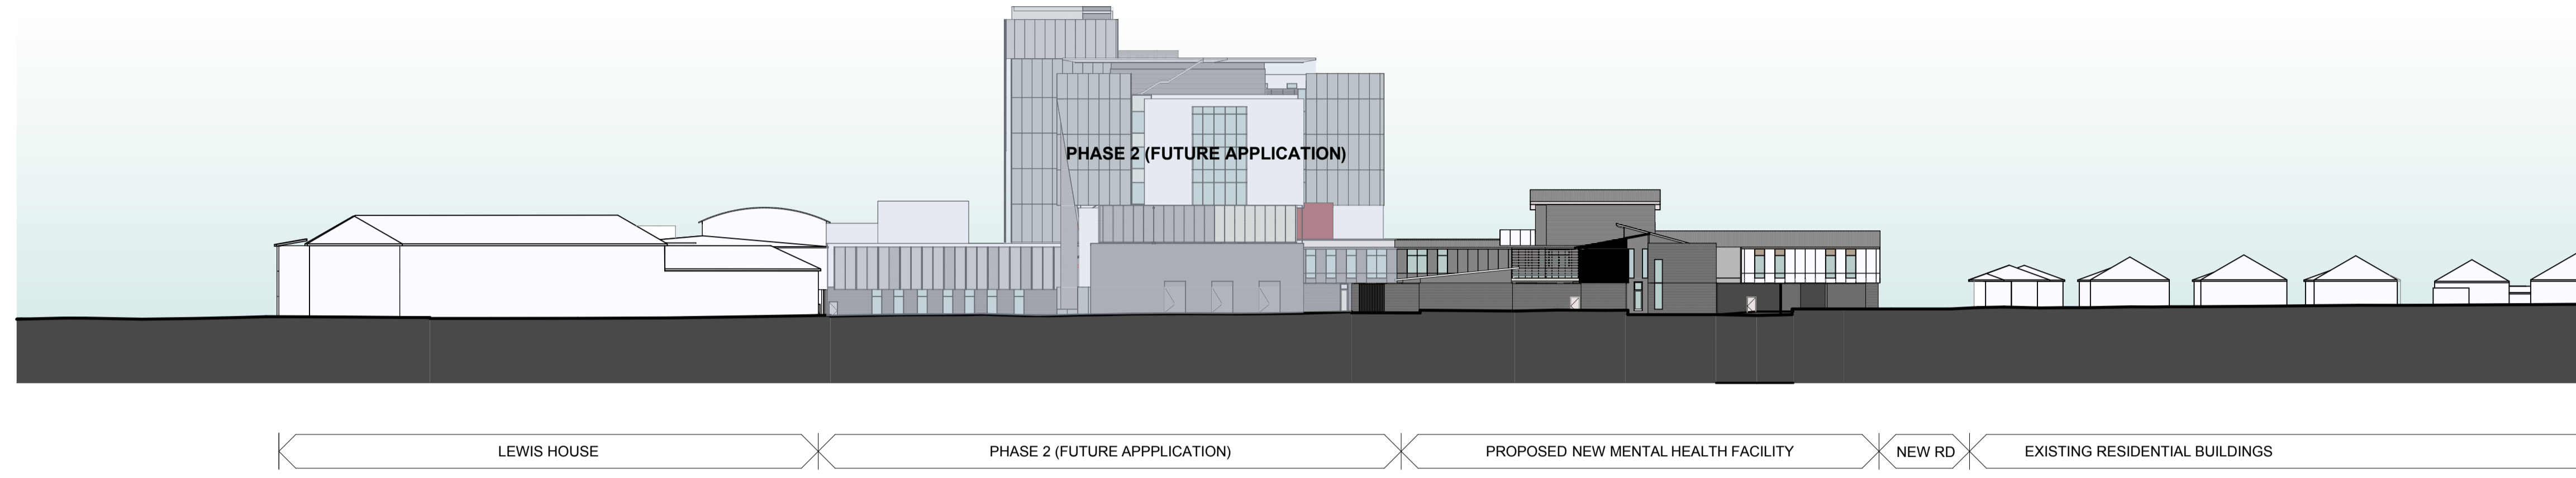 PHASE 2 (FUTURE APPLICATION)
LEWIS HOUSE
PHASE 2 (FUTURE APPPLICATION)
PROPOSED NEW MENTAL HEALTH FACILITY
NEW RD
EXISTING RESIDENTIAL BUILDINGS